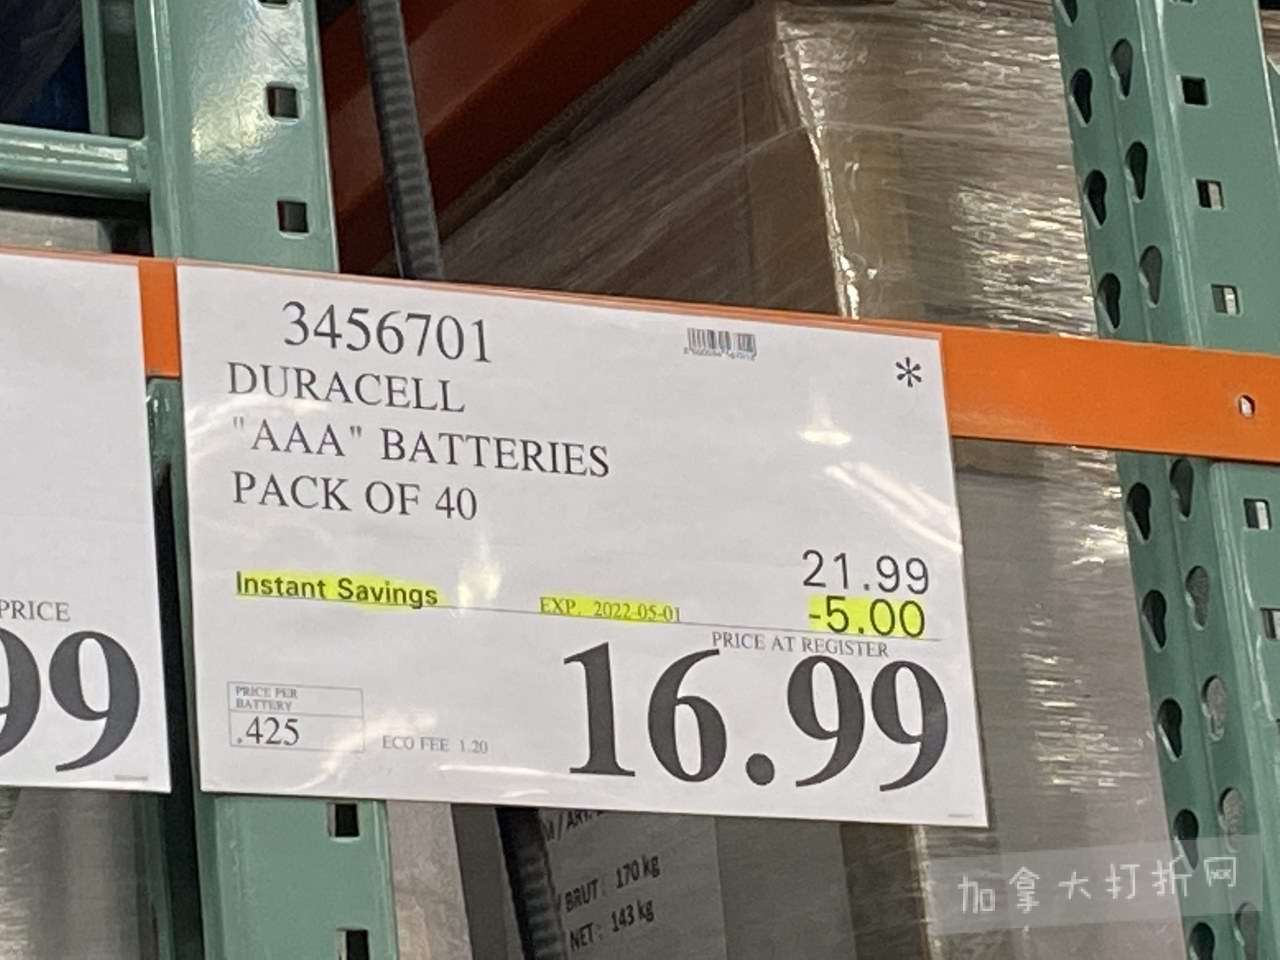 3456701
*
DURACELL
"AAA" BATTERIES
PACK OF 40
21.99
Instant Savings EXP. 2022-05-01 -5.00
PRICE AT REGISTER
16.99
PRICE PER
BATTERY
.425
ECO FEE 1.20
PRICE
99
BRUT : 170 kg
NET : 143 kg
加拿大打折网